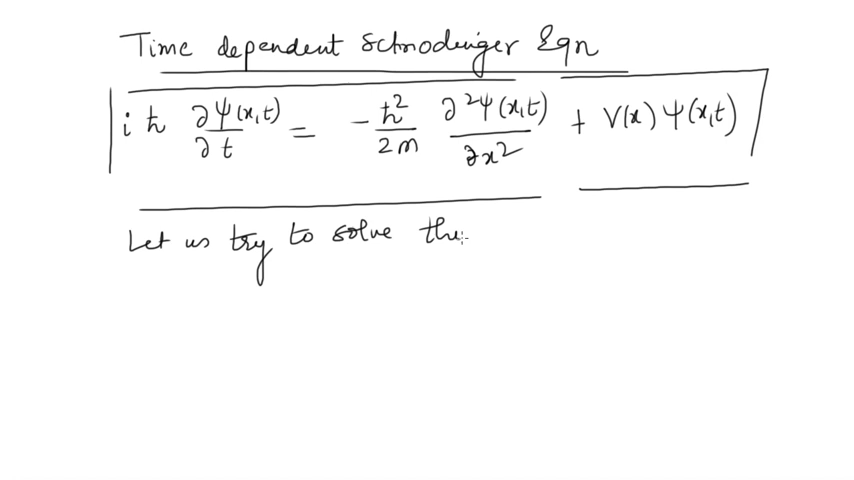 Time dependent Schrodinger Eqn
iħ ∂Ψ(x,t)/∂t = -ħ²/2m ∂²Ψ(x,t)/∂x² + V(x) Ψ(x,t)
Let us try to solve the